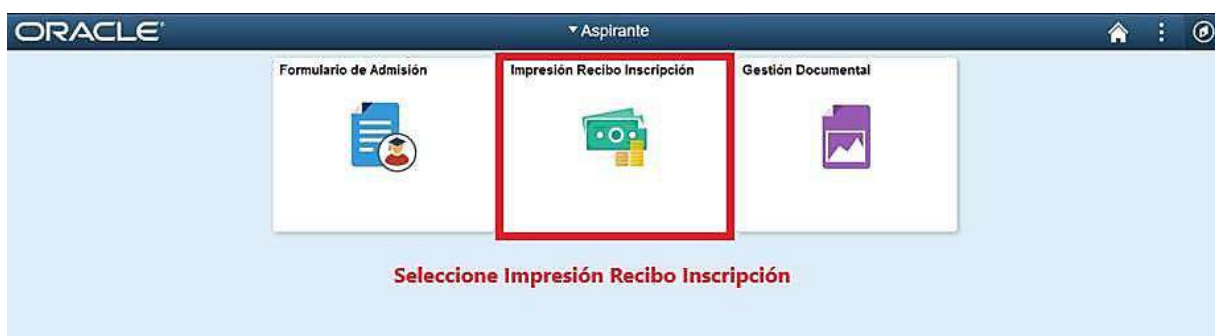 ORACLE
Aspirante
Formulario de Admisión
Impresión Recibo Inscripción
Gestión Documental
Seleccione Impresión Recibo Inscripción